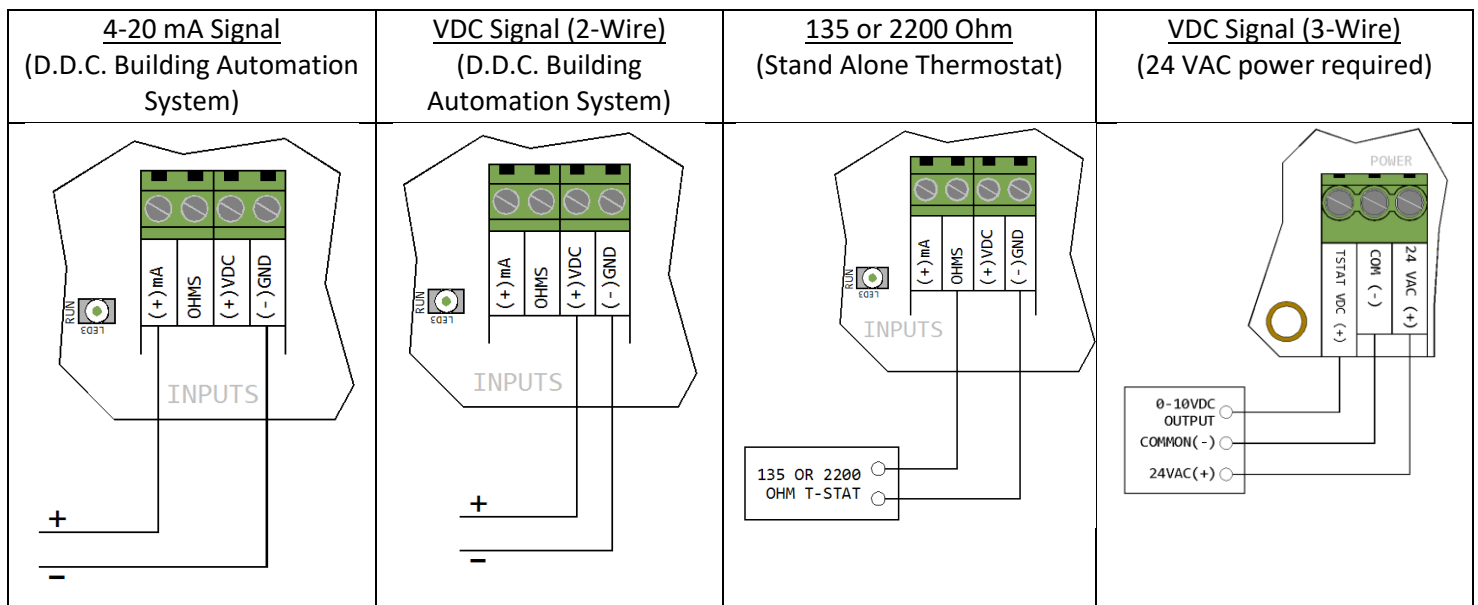 4-20 mA Signal
(D.D.C. Building Automation
System)
VDC Signal (2-Wire)
(D.D.C. Building
Automation System)
135 or 2200 Ohm
(Stand Alone Thermostat)
VDC Signal (3-Wire)
(24 VAC power required)
(+)mA
OHMS
(+)VDC
(-)GND
RUN
LED3
INPUTS
+
−
(+)mA
OHMS
(+)VDC
(-)GND
RUN
LED3
INPUTS
+
−
(+)mA
OHMS
(+)VDC
(-)GND
RUN
LED3
INPUTS
135 OR 2200
OHM T-STAT
POWER
TSTAT VDC (+)
COM (-)
24 VAC (+)
0-10VDC
OUTPUT
COMMON(-)
24VAC(+)